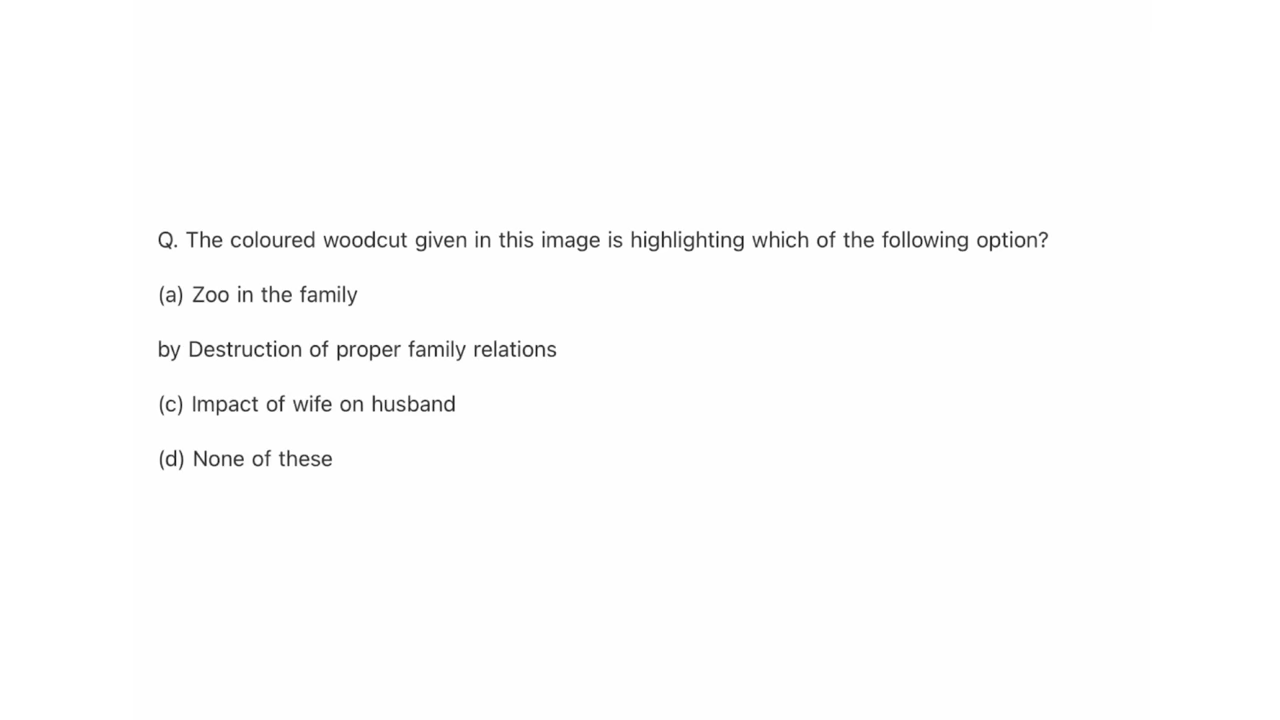 Q. The coloured woodcut given in this image is highlighting which of the following option?
(a) Zoo in the family
by Destruction of proper family relations
(c) Impact of wife on husband
(d) None of these